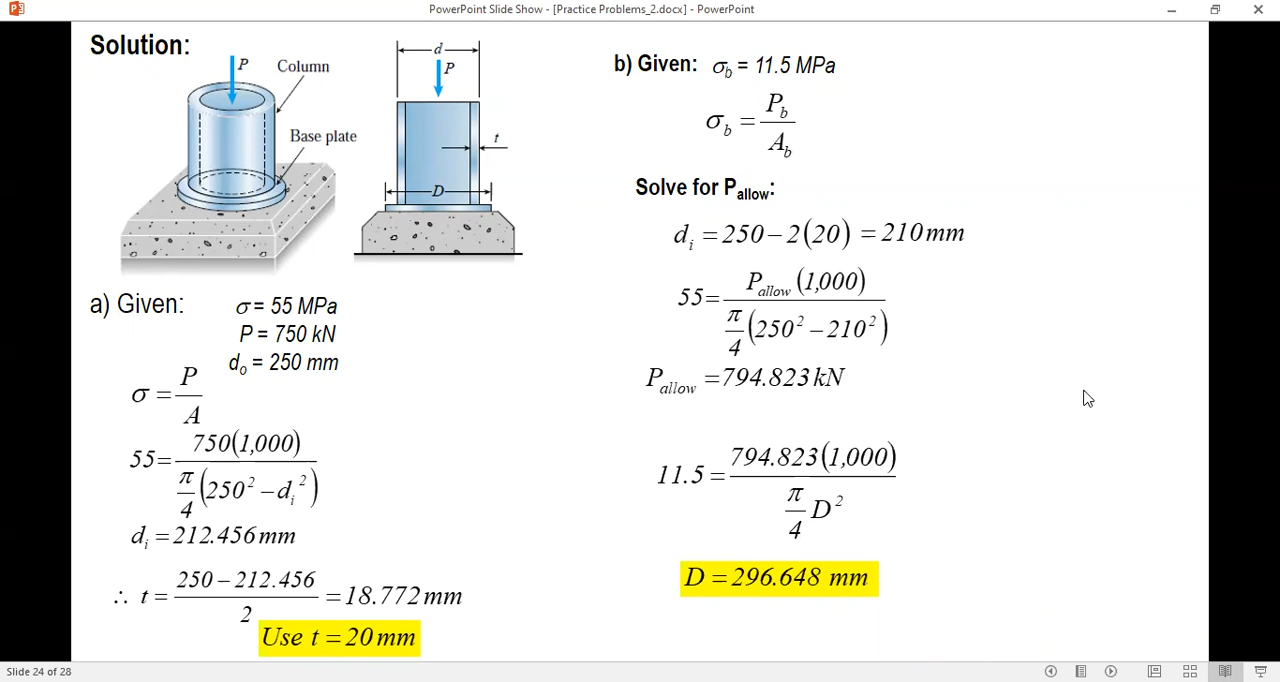 PowerPoint Slide Show - [Practice Problems_2.docx] - PowerPoint
Solution:
P
Column
Base plate
d
P
t
D
a) Given:
σ = 55 MPa
P = 750 kN
dₒ = 250 mm
σ = P / A
55 = 750(1,000) / (π/4 (250² − dᵢ²))
dᵢ = 212.456 mm
∴ t = (250 − 212.456) / 2 = 18.772 mm
Use t = 20 mm
b) Given: σ_b = 11.5 MPa
σ_b = P_b / A_b
Solve for P_allow:
dᵢ = 250 − 2(20) = 210 mm
55 = P_allow (1,000) / (π/4 (250² − 210²))
P_allow = 794.823 kN
11.5 = 794.823(1,000) / (π/4 D²)
D = 296.648 mm
Slide 24 of 28